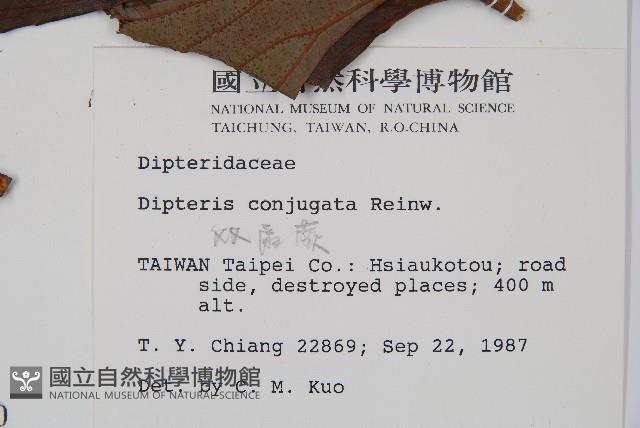 國立自然科學博物館
NATIONAL MUSEUM OF NATURAL SCIENCE
TAICHUNG, TAIWAN, R.O.CHINA
Dipteridaceae
Dipteris conjugata Reinw.
双扇蕨
TAIWAN Taipei Co.: Hsiaukotou; road
side, destroyed places; 400 m
alt.
T. Y. Chiang 22869; Sep 22, 1987
Det. by C. M. Kuo
國立自然科學博物館
NATIONAL MUSEUM OF NATURAL SCIENCE